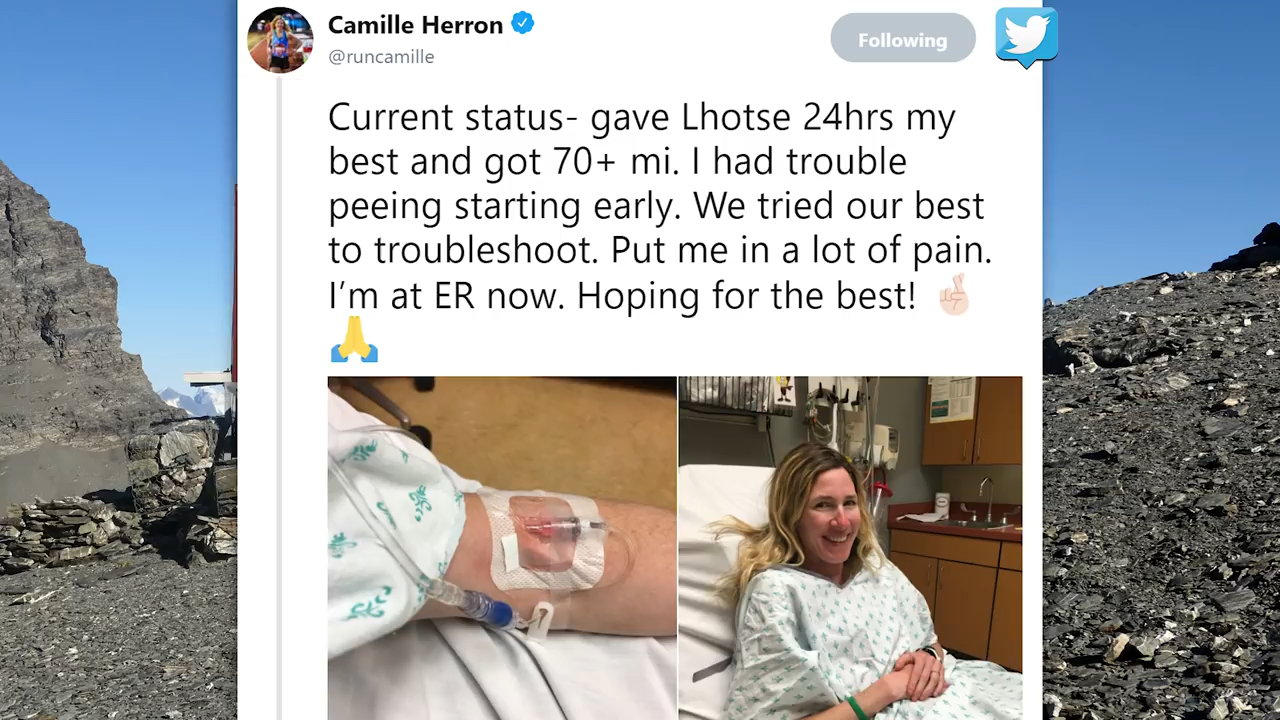 Camille Herron
@runcamille
Following
Current status- gave Lhotse 24hrs my
best and got 70+ mi. I had trouble
peeing starting early. We tried our best
to troubleshoot. Put me in a lot of pain.
I'm at ER now. Hoping for the best! 🤞🏻
🙏